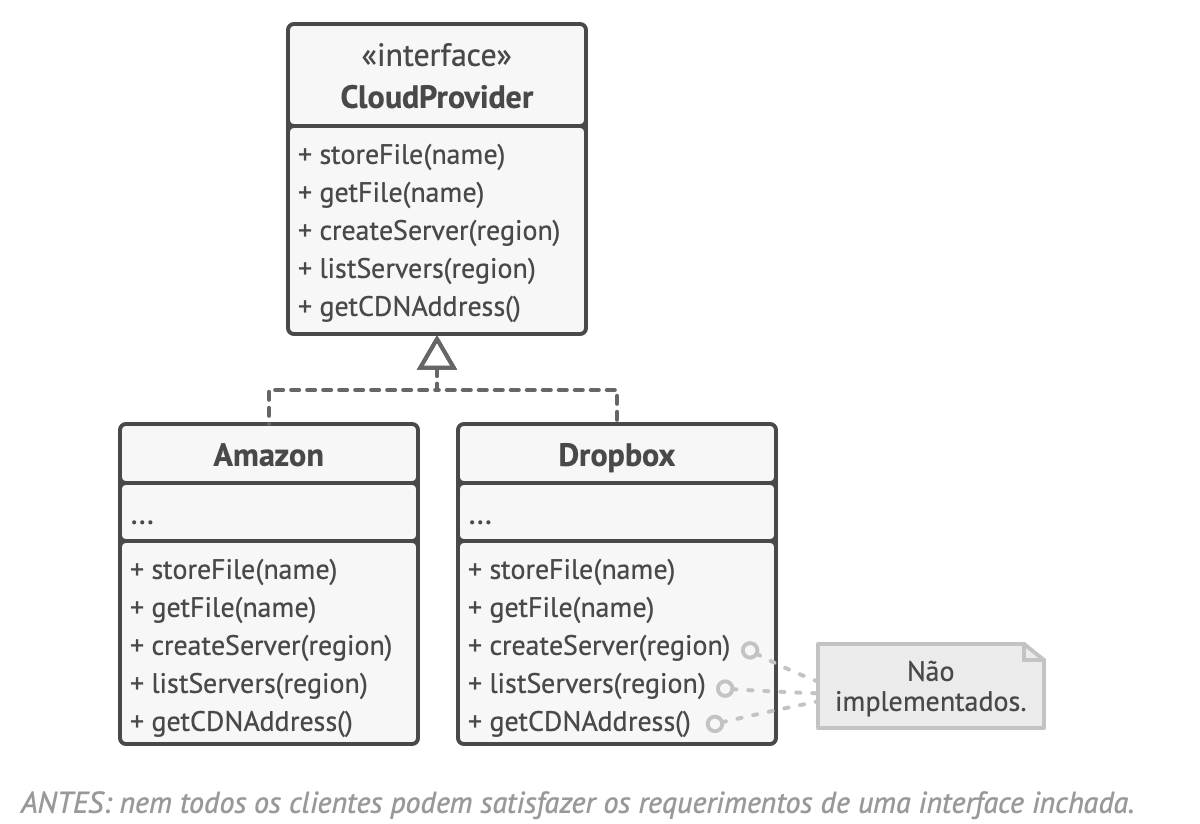 «interface»
CloudProvider
+ storeFile(name)
+ getFile(name)
+ createServer(region)
+ listServers(region)
+ getCDNAddress()
Amazon
...
+ storeFile(name)
+ getFile(name)
+ createServer(region)
+ listServers(region)
+ getCDNAddress()
Dropbox
...
+ storeFile(name)
+ getFile(name)
+ createServer(region)
+ listServers(region)
+ getCDNAddress()
Não
implementados.
ANTES: nem todos os clientes podem satisfazer os requerimentos de uma interface inchada.